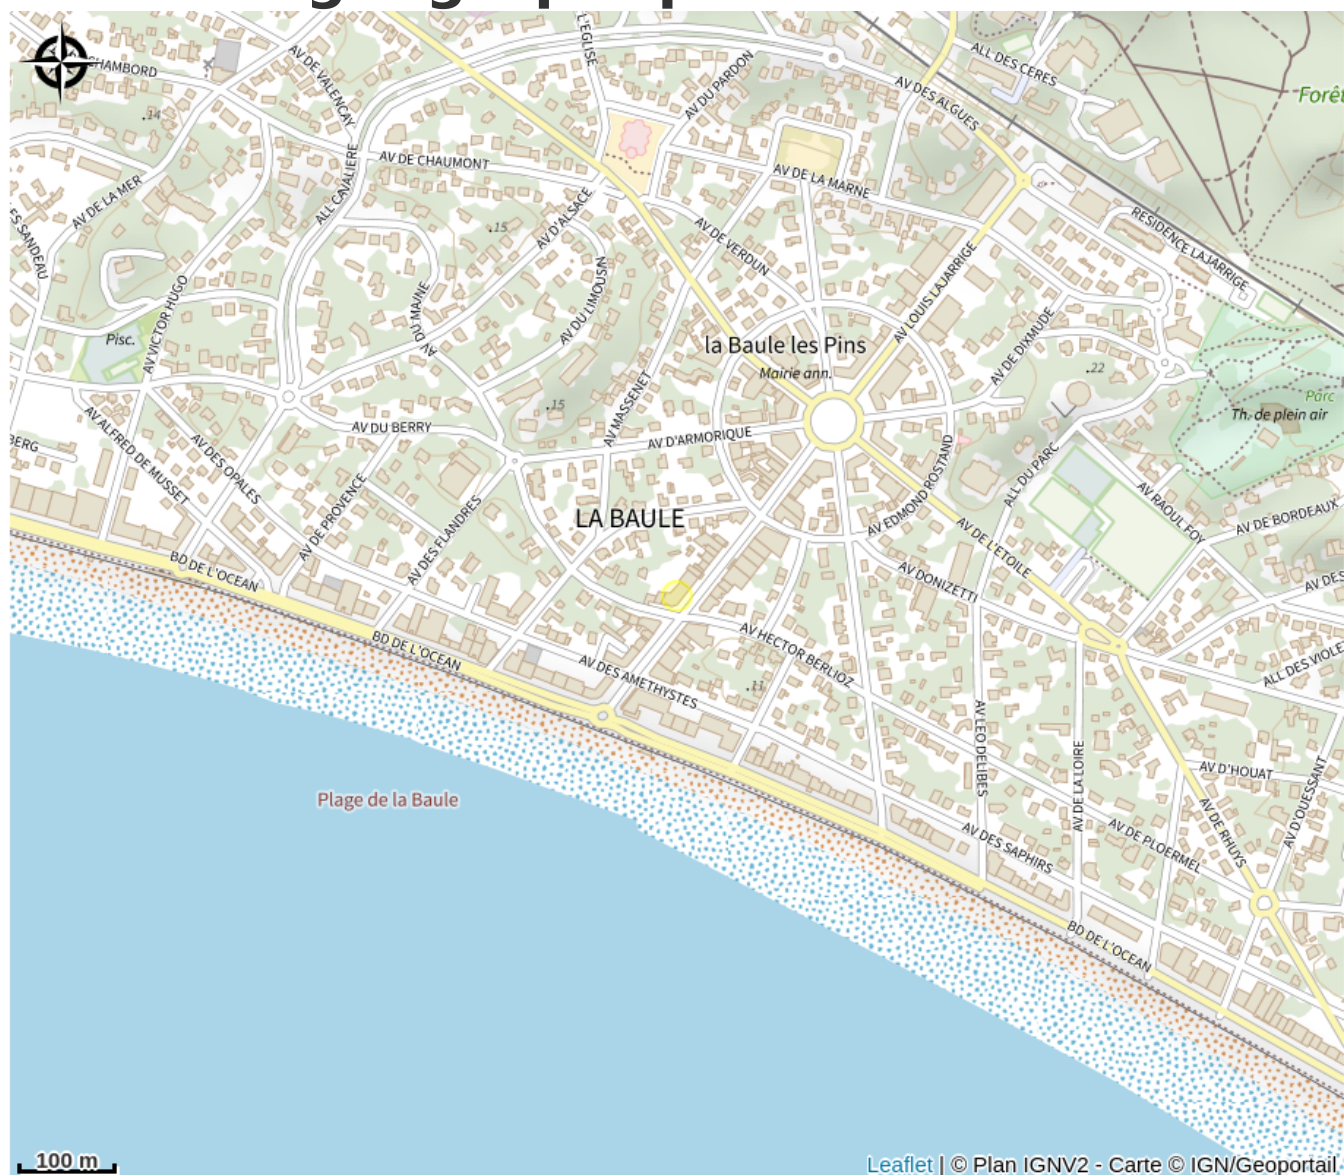 CHAMBORD
AV DE VALENCAY
L'EGLISE
AV DU PARDON
AV DES ALGUES
ALL DES CERES
Forêt
14
AV DE CHAUMONT
AV DE LA MARNE
AV DE LA MER
ALL CAVALIERE
AV D'ALSACE
15
AV DE VERDUN
RESIDENCE LAJARRIGE
ES SANDEAU
AV VICTOR HUGO
AV DU MAINE
AV DU LIMOUSIN
AV LOUIS LAJARRIGE
AV DE DIXMUDE
Pisc.
la Baule les Pins
Mairie ann.
22
Parc
Th. de plein air
15
AV MASSENET
AV DU BERRY
AV D'ARMORIQUE
BERG
AV ALFRED DE MUSSET
AV DES OPALES
AV DE PROVENCE
AV DES FLANDRES
LA BAULE
AV EDMOND ROSTAND
ALL DU PARC
AV RAOUL FOY
AV DE BORDEAUX
AV DE L'ETOILE
AV DONIZETTI
AV DES
BD DE L'OCEAN
BD DE L'OCEAN
AV HECTOR BERLIOZ
AV DES AMETHYSTES
11
ALL DES VIOLE
AV LEO DELIBES
AV DE LA LOIRE
AV D'HOUAT
AV D'OUESSANT
AV DE RHUYS
Plage de la Baule
AV DES SAPHIRS
AV DE PLOERMEL
BD DE L'OCEAN
100 m
Leaflet | © Plan IGNV2 - Carte © IGN/Geoportail